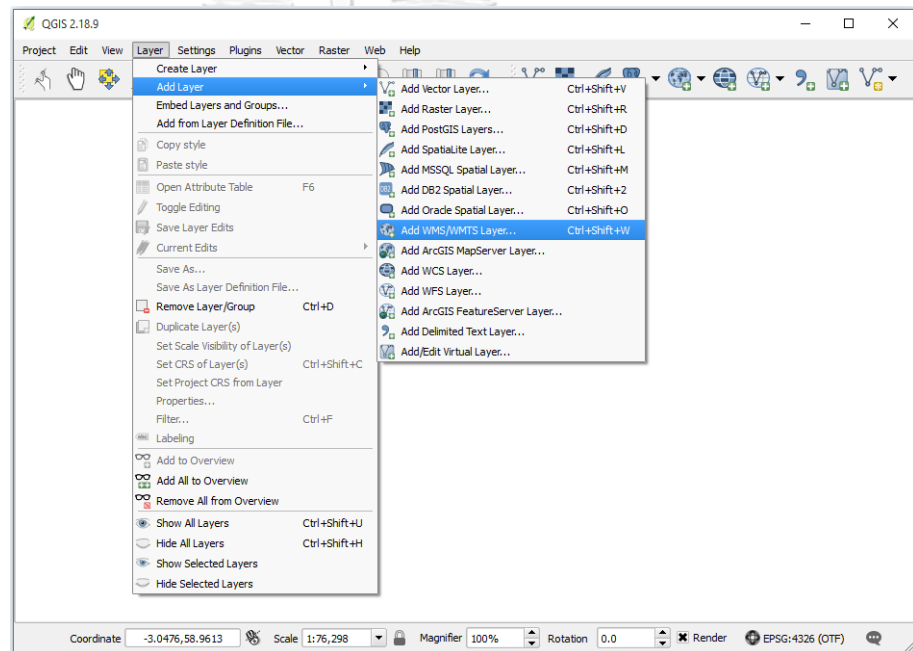 QGIS 2.18.9
Project Edit View Layer Settings Plugins Vector Raster Web Help
Create Layer
Add Layer
Embed Layers and Groups...
Add from Layer Definition File...
Copy style
Paste style
Open Attribute Table F6
Toggle Editing
Save Layer Edits
Current Edits
Save As...
Save As Layer Definition File...
Remove Layer/Group Ctrl+D
Duplicate Layer(s)
Set Scale Visibility of Layer(s)
Set CRS of Layer(s) Ctrl+Shift+C
Set Project CRS from Layer
Properties...
Filter... Ctrl+F
abc Labeling
Add to Overview
Add All to Overview
Remove All from Overview
Show All Layers Ctrl+Shift+U
Hide All Layers Ctrl+Shift+H
Show Selected Layers
Hide Selected Layers
Add Vector Layer... Ctrl+Shift+V
Add Raster Layer... Ctrl+Shift+R
Add PostGIS Layers... Ctrl+Shift+D
Add SpatiaLite Layer... Ctrl+Shift+L
Add MSSQL Spatial Layer... Ctrl+Shift+M
DB2 Add DB2 Spatial Layer... Ctrl+Shift+2
Add Oracle Spatial Layer... Ctrl+Shift+O
Add WMS/WMTS Layer... Ctrl+Shift+W
Add ArcGIS MapServer Layer...
Add WCS Layer...
Add WFS Layer...
Add ArcGIS FeatureServer Layer...
Add Delimited Text Layer...
Add/Edit Virtual Layer...
Coordinate -3.0476,58.9613 Scale 1:76,298 Magnifier 100% Rotation 0.0 Render EPSG:4326 (OTF)